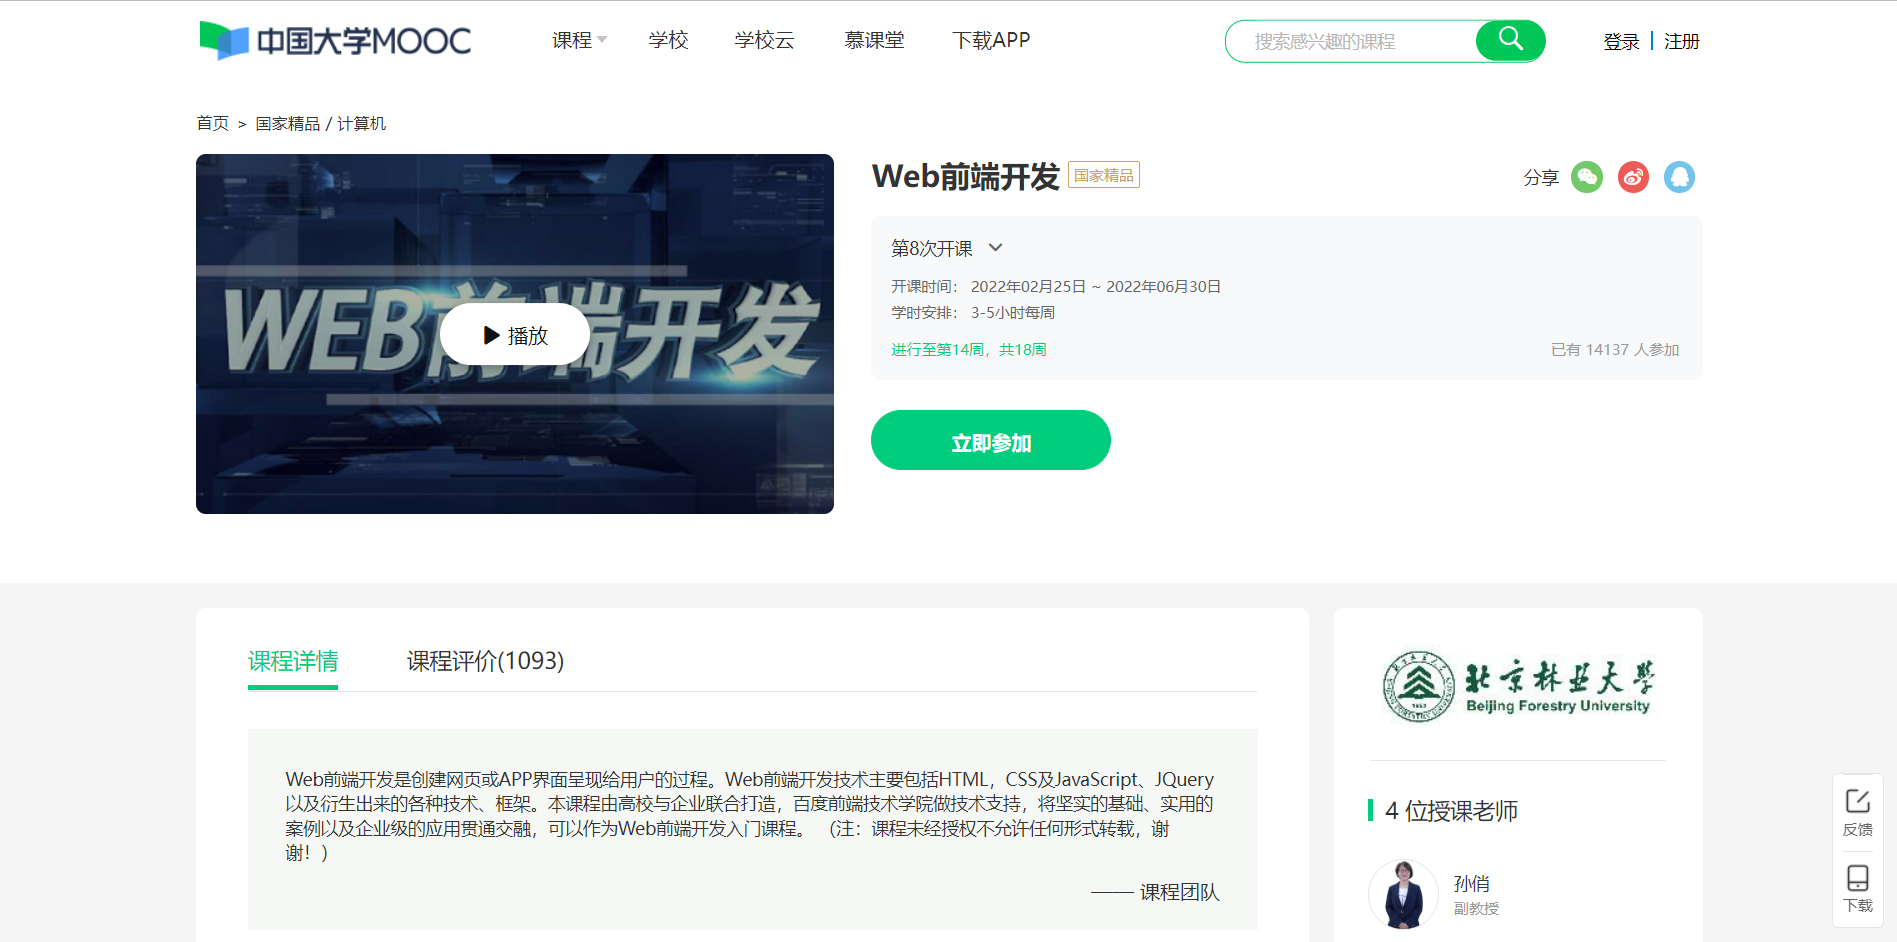 中国大学MOOC
课程
学校
学校云
慕课堂
下载APP
搜索感兴趣的课程
登录 | 注册
首页 > 国家精品 / 计算机
WEB前端开发
播放
Web前端开发
国家精品
分享
第8次开课
开课时间： 2022年02月25日 ~ 2022年06月30日
学时安排： 3-5小时每周
进行至第14周，共18周
已有 14137 人参加
立即参加
课程详情
课程评价(1093)
Web前端开发是创建网页或APP界面呈现给用户的过程。Web前端开发技术主要包括HTML，CSS及JavaScript、JQuery
以及衍生出来的各种技术、框架。本课程由高校与企业联合打造，百度前端技术学院做技术支持，将坚实的基础、实用的
案例以及企业级的应用贯通交融，可以作为Web前端开发入门课程。 （注：课程未经授权不允许任何形式转载，谢
谢！）
—— 课程团队
北京林业大学
Beijing Forestry University
4 位授课老师
孙俏
副教授
反馈
下载